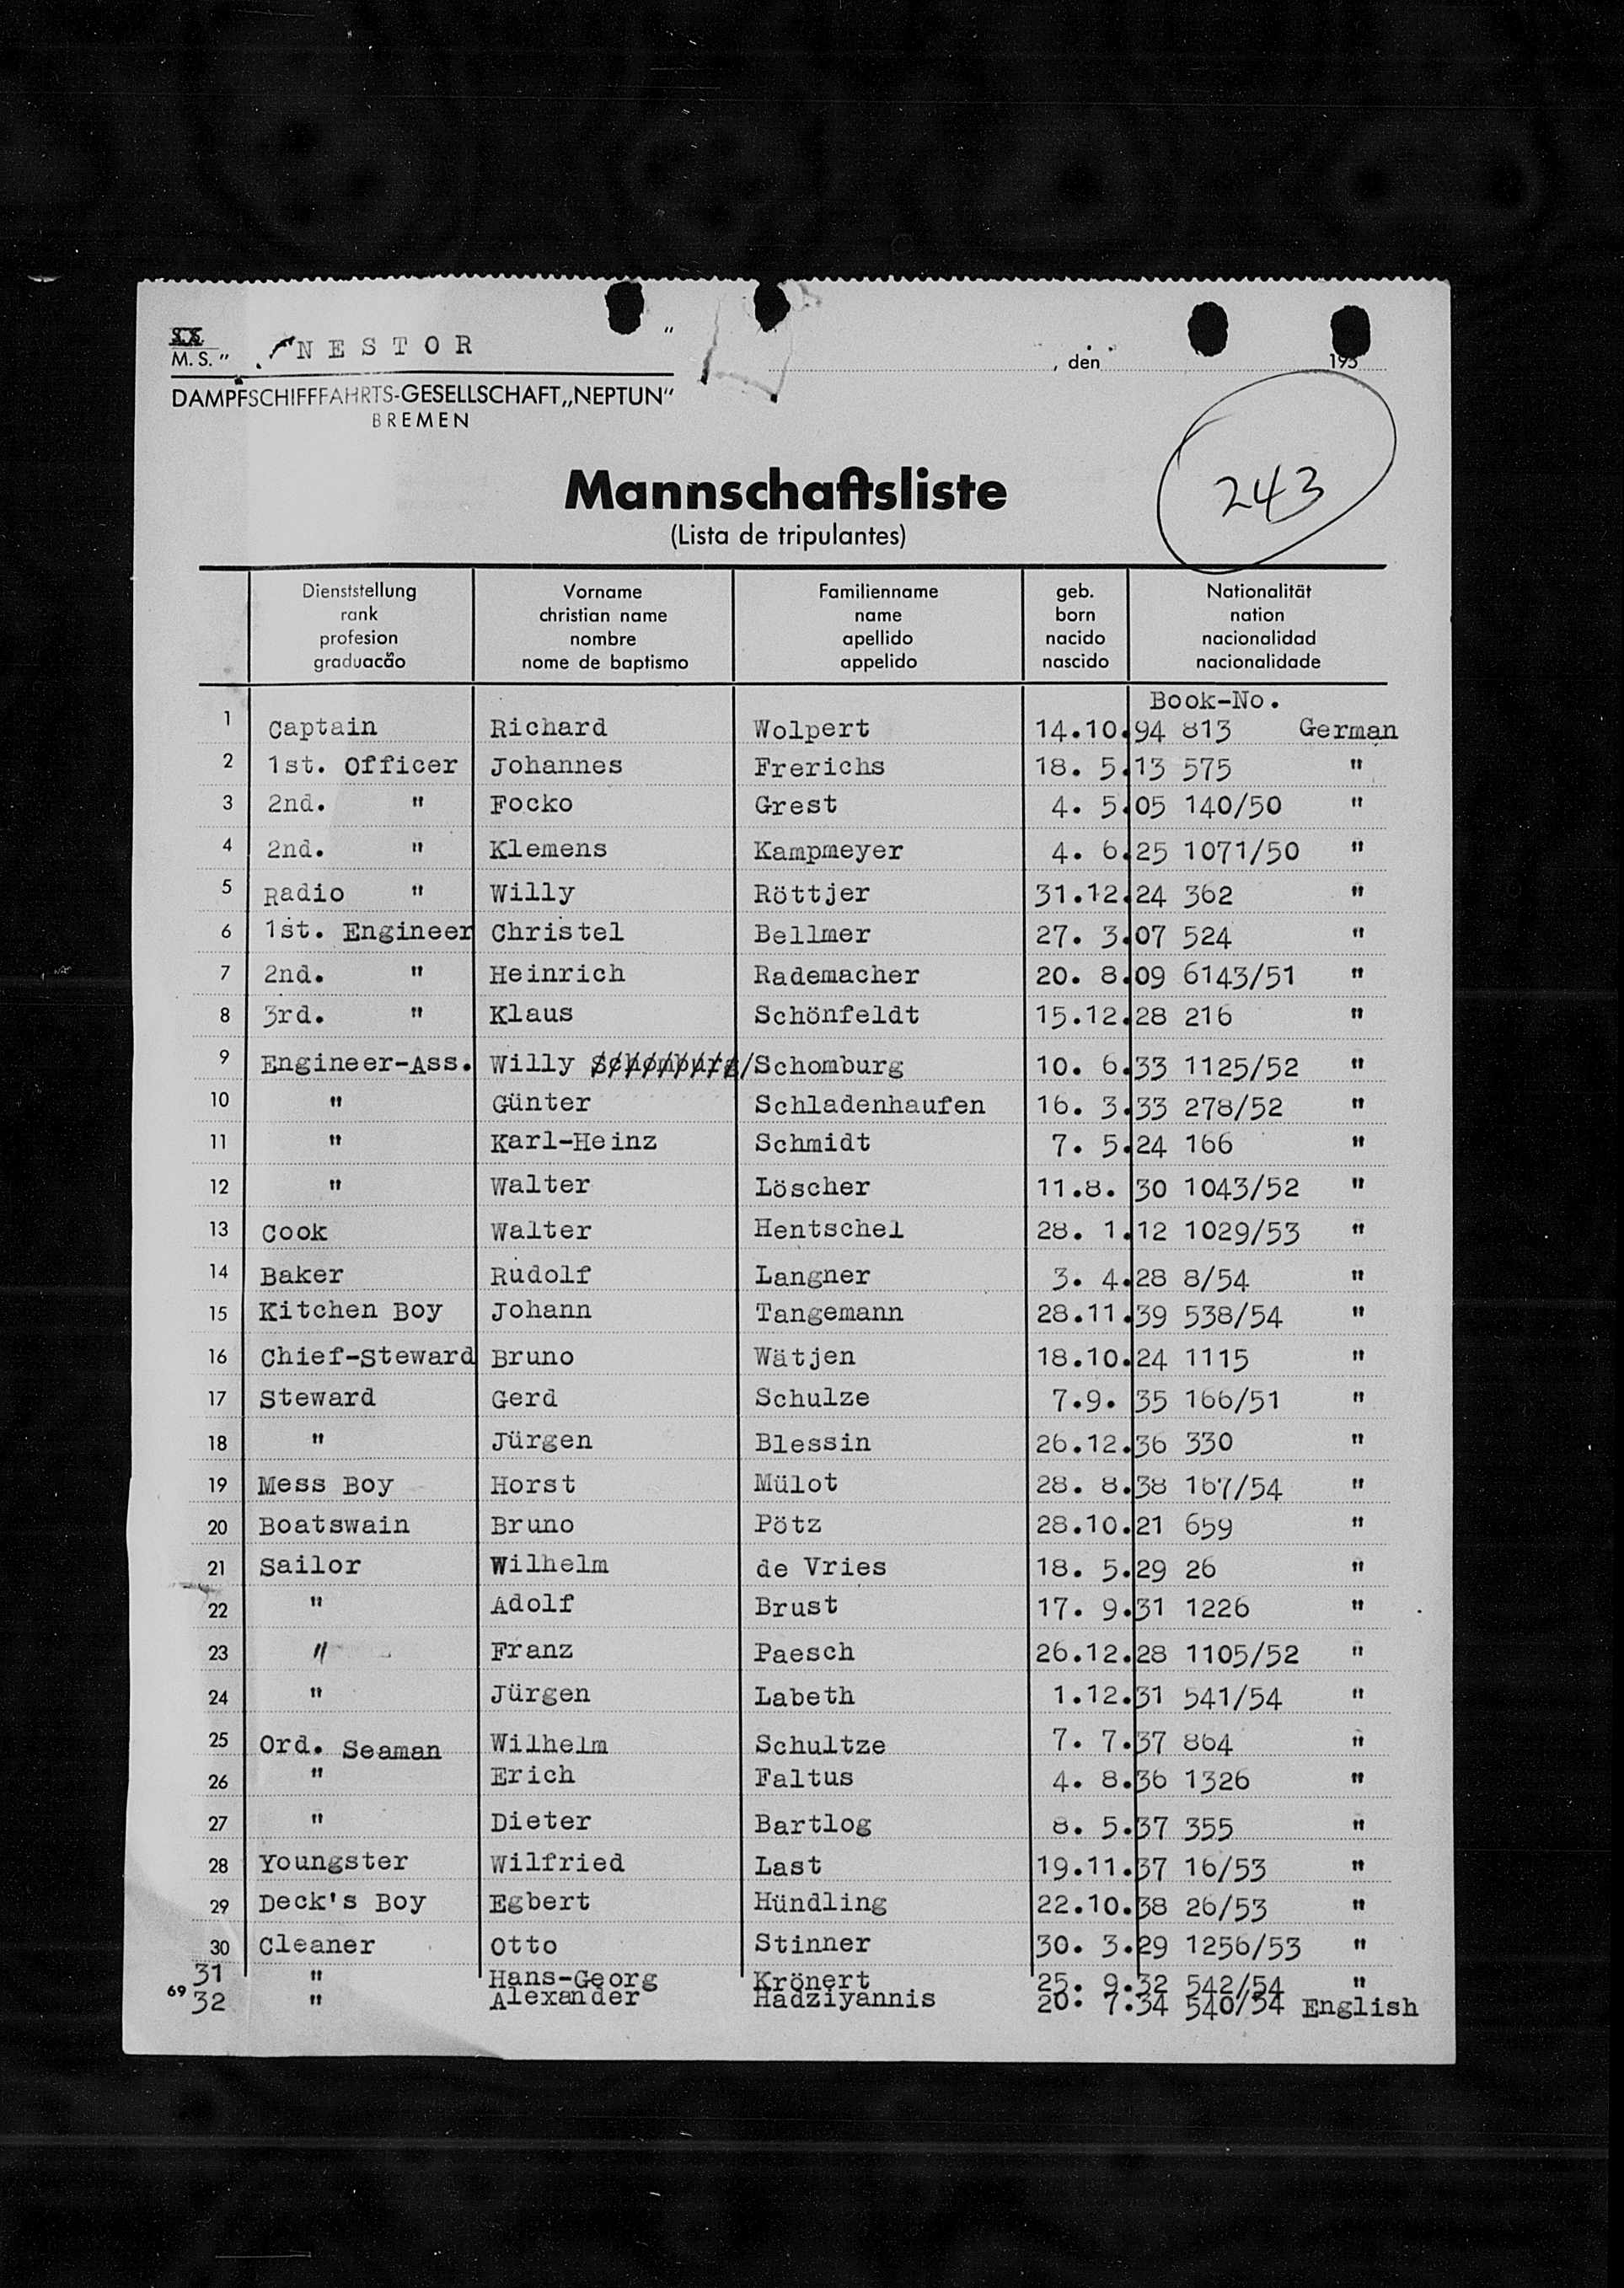 S.S.
M. S. " NESTOR "
, den 195
DAMPFSCHIFFFAHRTS-GESELLSCHAFT „NEPTUN"
BREMEN
243
Mannschaftsliste
(Lista de tripulantes)
Dienststellung Vorname Familienname geb. Nationalität
rank christian name name born nation
profesion nombre apellido nacido nacionalidad
graduacão nome de baptismo appelido nascido nacionalidade
Book-No.
1 Captain Richard Wolpert 14.10.94 813 German
2 1st. Officer Johannes Frerichs 18. 5.13 575 "
3 2nd. " Focko Grest 4. 5.05 140/50 "
4 2nd. " Klemens Kampmeyer 4. 6.25 1071/50 "
5 Radio " Willy Röttjer 31.12.24 362 "
6 1st. Engineer Christel Bellmer 27. 3.07 524 "
7 2nd. " Heinrich Rademacher 20. 8.09 6143/51 "
8 3rd. " Klaus Schönfeldt 15.12.28 216 "
9 Engineer-Ass. Willy Schomburg/Schomburg 10. 6.33 1125/52 "
10 " Günter Schladenhaufen 16. 3.33 278/52 "
11 " Karl-Heinz Schmidt 7. 5.24 166 "
12 " Walter Löscher 11.8. 30 1043/52 "
13 Cook Walter Hentschel 28. 1.12 1029/53 "
14 Baker Rudolf Langner 3. 4.28 8/54 "
15 Kitchen Boy Johann Tangemann 28.11.39 538/54 "
16 Chief-Steward Bruno Wätjen 18.10.24 1115 "
17 Steward Gerd Schulze 7.9. 35 166/51 "
18 " Jürgen Blessin 26.12.36 330 "
19 Mess Boy Horst Mülot 28. 8.38 167/54 "
20 Boatswain Bruno Pötz 28.10.21 659 "
21 Sailor Wilhelm de Vries 18. 5.29 26 "
22 " Adolf Brust 17. 9.31 1226 "
23 " Franz Paesch 26.12.28 1105/52 "
24 " Jürgen Labeth 1.12.31 541/54 "
25 Ord. Seaman Wilhelm Schultze 7. 7.37 864 "
26 " Erich Faltus 4. 8.36 1326 "
27 " Dieter Bartlog 8. 5.37 355 "
28 Youngster Wilfried Last 19.11.37 16/53 "
29 Deck's Boy Egbert Hündling 22.10.38 26/53 "
30 Cleaner Otto Stinner 30. 3.29 1256/53 "
31 " Hans-Georg Krönert 25. 9.32 542/54 "
69 32 " Alexander Hadziyannis 20. 7.34 540/54 English